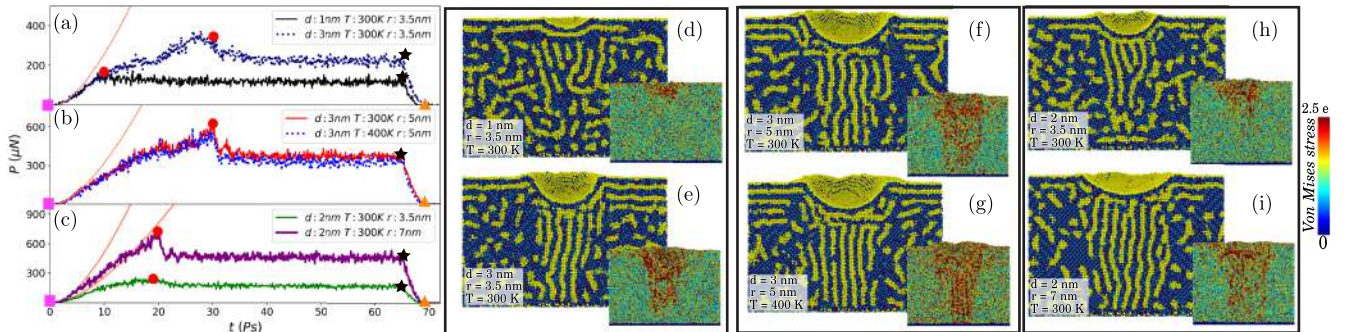 (a)
d : 1nm T : 300K r : 3.5nm
d : 3nm T : 300K r : 3.5nm
400
200
(b)
d : 3nm T : 300K r : 5nm
d : 3nm T : 400K r : 5nm
600
300
P (μN)
(c)
d : 2nm T : 300K r : 3.5nm
d : 2nm T : 300K r : 7nm
900
600
300
0 10 20 30 40 50 60 70
t (Ps)
(d)
d = 1 nm
r = 3.5 nm
T = 300 K
(e)
d = 3 nm
r = 3.5 nm
T = 300 K
(f)
d = 3 nm
r = 5 nm
T = 300 K
(g)
d = 3 nm
r = 5 nm
T = 400 K
(h)
d = 2 nm
r = 3.5 nm
T = 300 K
(i)
d = 2 nm
r = 7 nm
T = 300 K
2.5 e
Von Mises stress
0